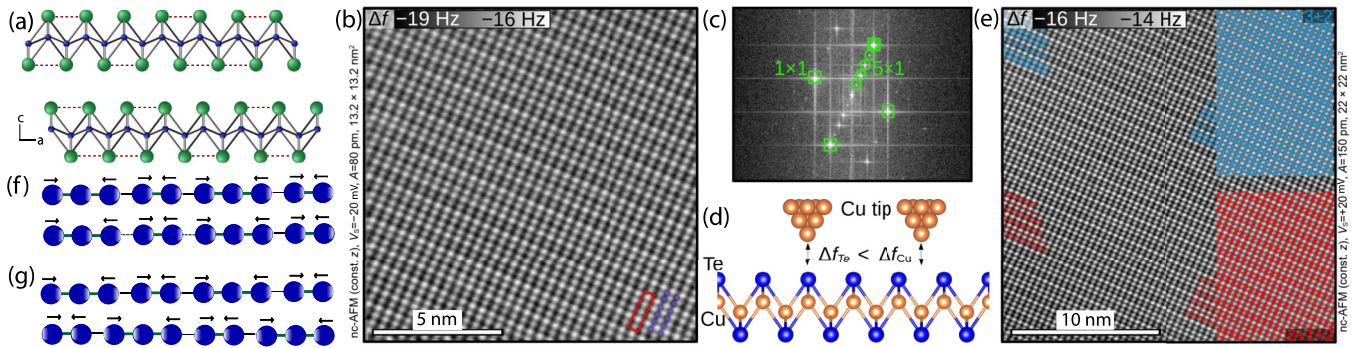 (a)
c
a
(f)
(g)
(b)
Δf −19 Hz −16 Hz
5 nm
nc-AFM (const. z), Vₛ=−20 mV, A=80 pm, 13.2 × 13.2 nm²
(c)
1×1
5×1
(d)
Cu tip
Δf_Te < Δf_Cu
Te
Cu
(e)
Δf −16 Hz −14 Hz
10 nm
nc-AFM (const. z), Vₛ=+20 mV, A=150 pm, 22 × 22 nm²